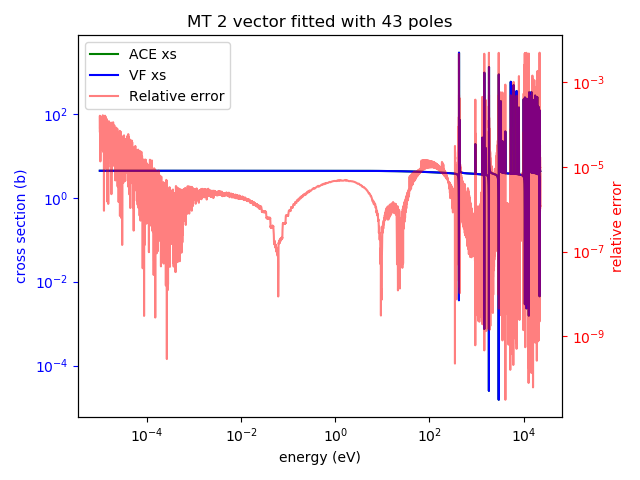 MT 2 vector fitted with 43 poles
ACE xs
VF xs
Relative error
cross section (b)
10^2
10^0
10^-2
10^-4
10^-3
10^-5
10^-7
10^-9
relative error
10^-4
10^-2
10^0
10^2
10^4
energy (eV)